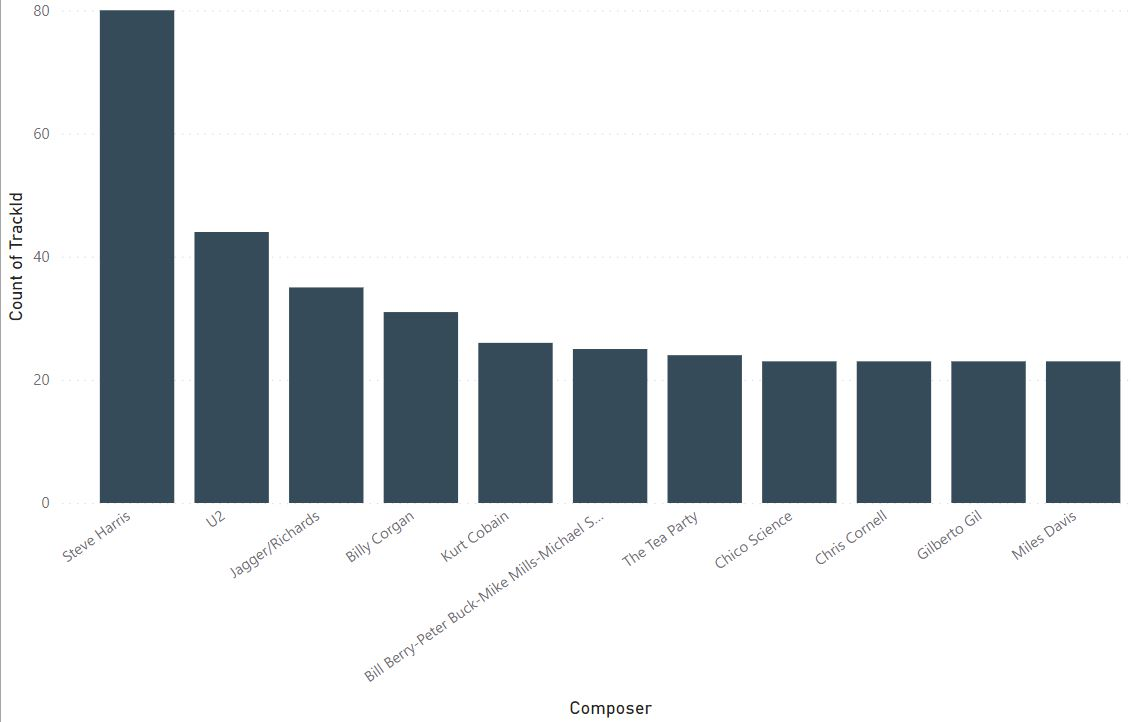 80
60
40
20
0
Count of TrackId
Steve Harris
U2
Jagger/Richards
Billy Corgan
Kurt Cobain
Bill Berry-Peter Buck-Mike Mills-Michael S...
The Tea Party
Chico Science
Chris Cornell
Gilberto Gil
Miles Davis
Composer